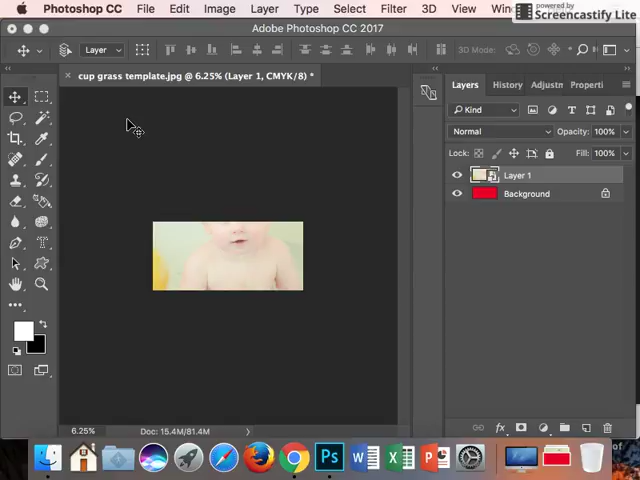 Photoshop CC File Edit Image Layer Type Select Filter 3D View
powered by
Screencastify Lite
Adobe Photoshop CC 2017
Layer
3D Mode:
cup grass template.jpg @ 6.25% (Layer 1, CMYK/8) *
Layers History Adjustm Properti
Kind
Normal Opacity: 100%
Lock: Fill: 100%
Layer 1
Background
6.25% Doc: 15.4M/81.4M